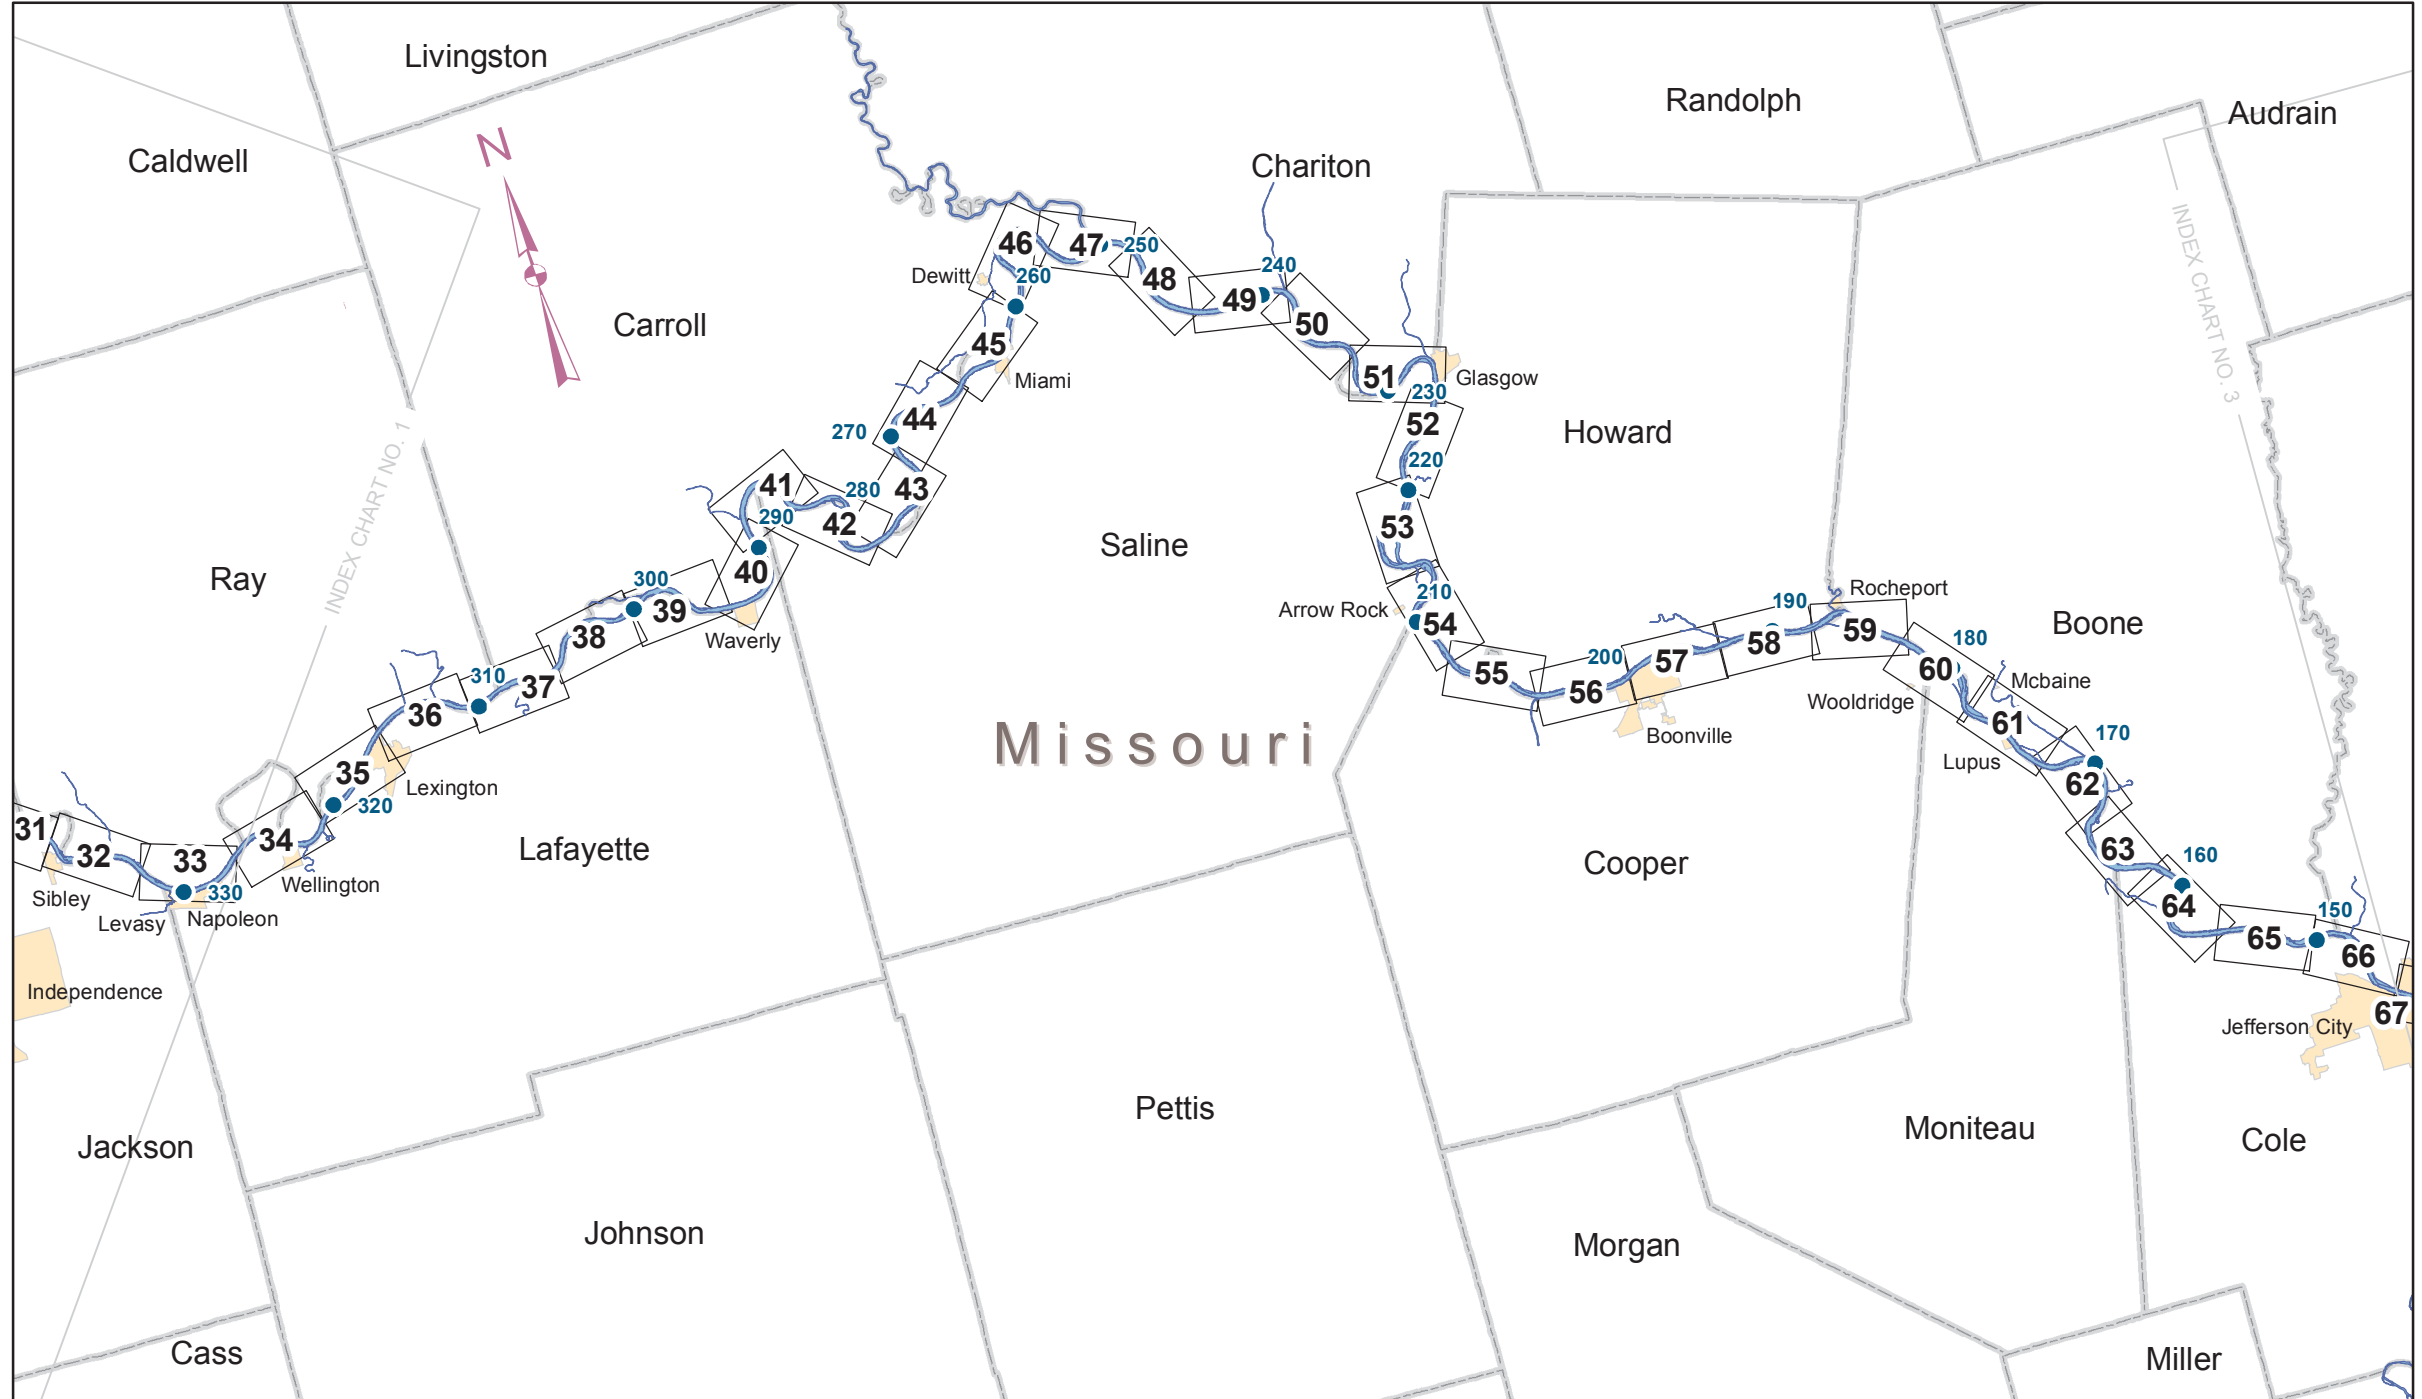 Livingston
Randolph
Audrain
Caldwell
N
Chariton
INDEX CHART NO. 3
46
47
250
48
240
Dewitt
260
49
50
Carroll
45
Miami
51
Glasgow
230
52
44
270
Howard
INDEX CHART NO. 1
220
41
280
43
290
42
53
Saline
40
Ray
300
39
38
Waverly
210
Arrow Rock
54
190
Rocheport
58
59
Boone
180
60
Mcbaine
200
57
55
56
Wooldridge
Boonville
61
Lupus
170
62
310
37
36
Missouri
35
Lexington
320
31
32
33
34
Wellington
330
Sibley
Levasy
Napoleon
Lafayette
Cooper
63
160
64
65
150
66
67
Jefferson City
Independence
Pettis
Moniteau
Cole
Jackson
Johnson
Morgan
Cass
Miller